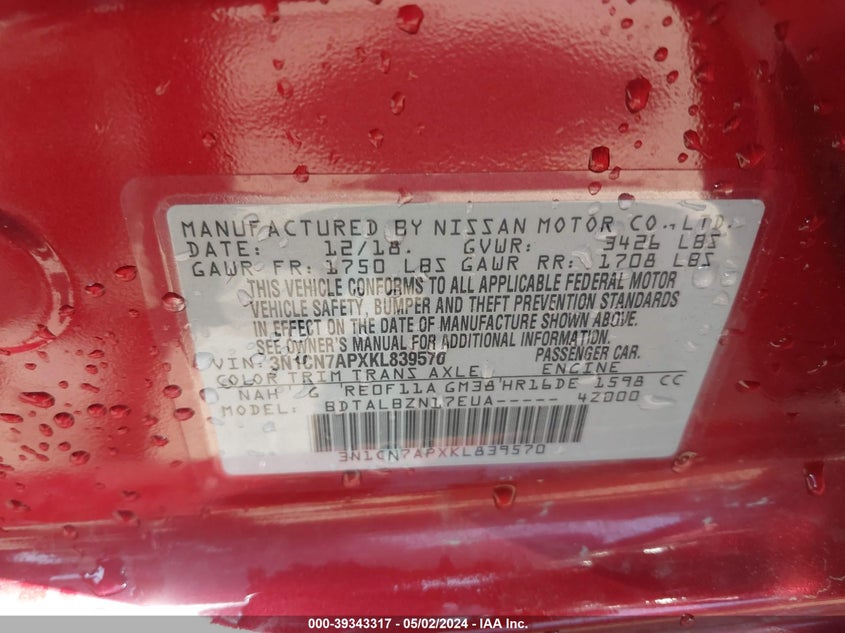 MANUFACTURED BY NISSAN MOTOR CO.,LTD.
DATE: 12/18. GVWR: 3426 LBS
GAWR FR: 1750 LBS GAWR RR: 1708 LBS
THIS VEHICLE CONFORMS TO ALL APPLICABLE FEDERAL MOTOR
VEHICLE SAFETY, BUMPER AND THEFT PREVENTION STANDARDS
IN EFFECT ON THE DATE OF MANUFACTURE SHOWN ABOVE.
SEE OWNER'S MANUAL FOR ADDITIONAL INFORMATION.
VIN: 3N1CN7APXKL839570 PASSENGER CAR.
COLOR TRIM TRANS AXLE ENGINE
NAH G RE0F11A GM38 HR16DE 1598 CC
MODEL: BDTALBZN17EUA----- 4Z000
3N1CN7APXKL839570
000-39343317 - 05/02/2024 - IAA Inc.